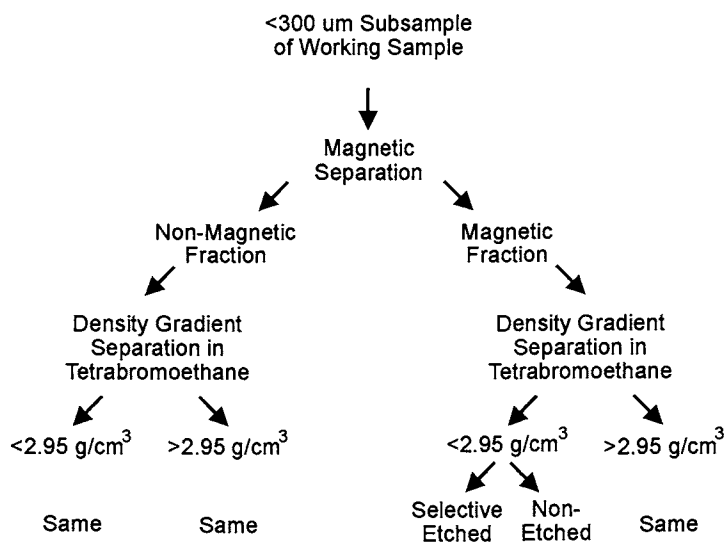 <300 um Subsample
of Working Sample
Magnetic
Separation
Non-Magnetic
Fraction
Magnetic
Fraction
Density Gradient
Separation in
Tetrabromoethane
Density Gradient
Separation in
Tetrabromoethane
<2.95 g/cm³
>2.95 g/cm³
<2.95 g/cm³
>2.95 g/cm³
Same
Same
Selective
Etched
Non-
Etched
Same